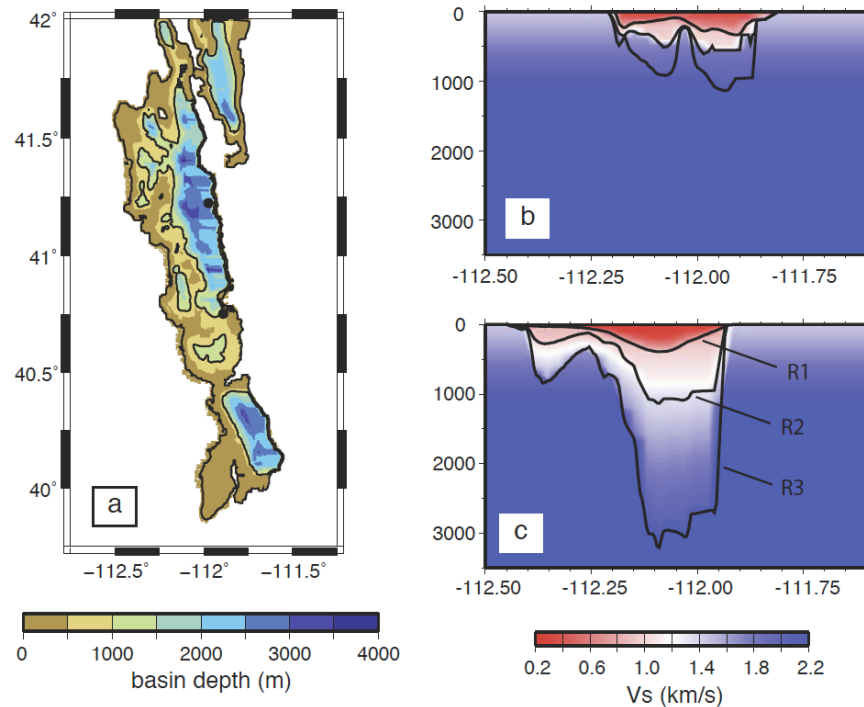 42°
41.5°
41°
40.5°
40°
a
−112.5° −112° −111.5°
0 1000 2000 3000 4000
basin depth (m)
0
1000
2000
3000
b
-112.50 -112.25 -112.00 -111.75
0
1000
2000
3000
R1
R2
R3
c
-112.50 -112.25 -112.00 -111.75
0.2 0.6 1.0 1.4 1.8 2.2
Vs (km/s)